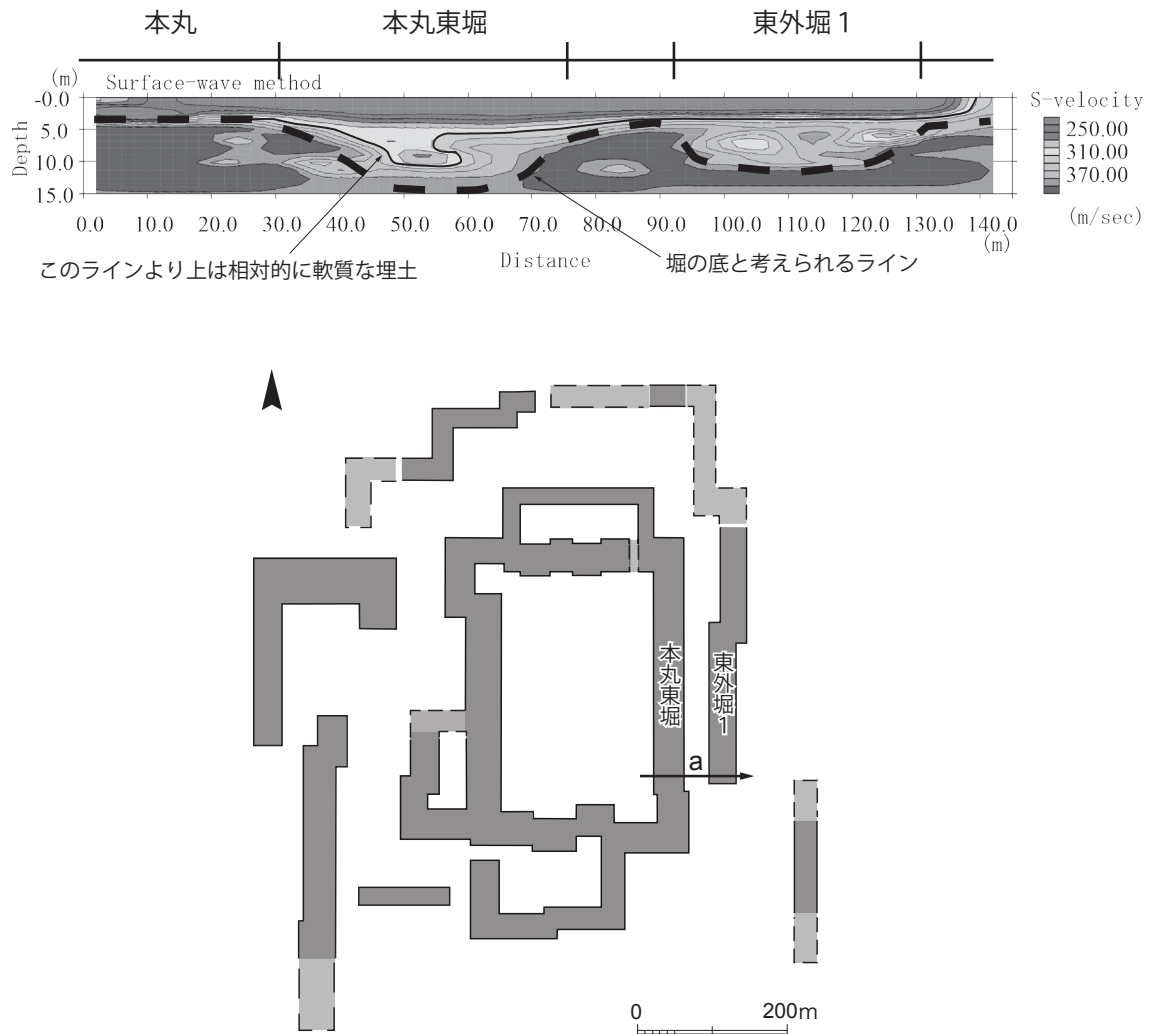 本丸 本丸東堀 東外堀 1
(m) Surface-wave method
S-velocity
Depth
-0.0
5.0
10.0
15.0
250.00
310.00
370.00
(m/sec)
0.0 10.0 20.0 30.0 40.0 50.0 60.0 70.0 80.0 90.0 100.0 110.0 120.0 130.0 140.0
(m)
このラインより上は相対的に軟質な埋土
Distance
堀の底と考えられるライン
本丸東堀
東外堀1
a
0 200m